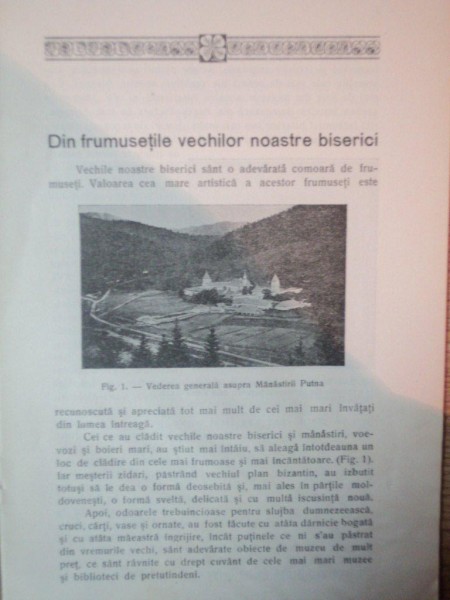 Din frumusețile vechilor noastre biserici
Vechile noastre biserici sânt o adevărată comoară de fru-
museți. Valoarea cea mare artistică a acestor frumuseți este
Fig. 1. — Vederea generală asupra Mănăstirii Putna
recunoscută și apreciată tot mai mult de cei mai mari învățați
din lumea întreagă.
Cei ce au clădit vechile noastre biserici și mănăstiri, voe-
vozi și boieri mari, au știut mai întâiu, să aleagă întotdeauna un
loc de clădire din cele mai frumoase și mai încântătoare. (Fig. 1).
Iar meșterii zidari, păstrând vechiul plan bizantin, au izbutit
totuși să le dea o formă deosebită și, mai ales în părțile mol-
dovenești, o formă sveltă, delicată și cu multă iscusință nouă.
Apoi, odoarele trebuincioase pentru slujba dumnezeească,
cruci, cărți, vase și ornate, au fost făcute cu atâta dărnicie bogată
și cu atâta măeastră îngrijire, încât puținele ce ni s'au păstrat
din vremurile vechi, sânt adevărate obiecte de muzeu de mult
preț, ce sânt râvnite cu drept cuvânt de cele mai mari muzee
și biblioteci de pretutindeni.